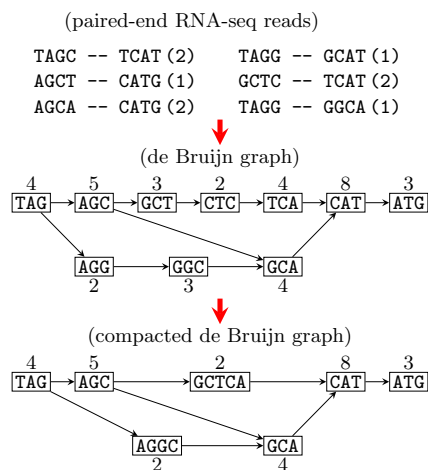 (paired-end RNA-seq reads)
TAGC -- TCAT (2) TAGG -- GCAT (1)
AGCT -- CATG (1) GCTC -- TCAT (2)
AGCA -- CATG (2) TAGG -- GGCA (1)
(de Bruijn graph)
4 5 3 2 4 8 3
TAG AGC GCT CTC TCA CAT ATG
AGG GGC GCA
2 3 4
(compacted de Bruijn graph)
4 5 2 8 3
TAG AGC GCTCA CAT ATG
AGGC GCA
2 4